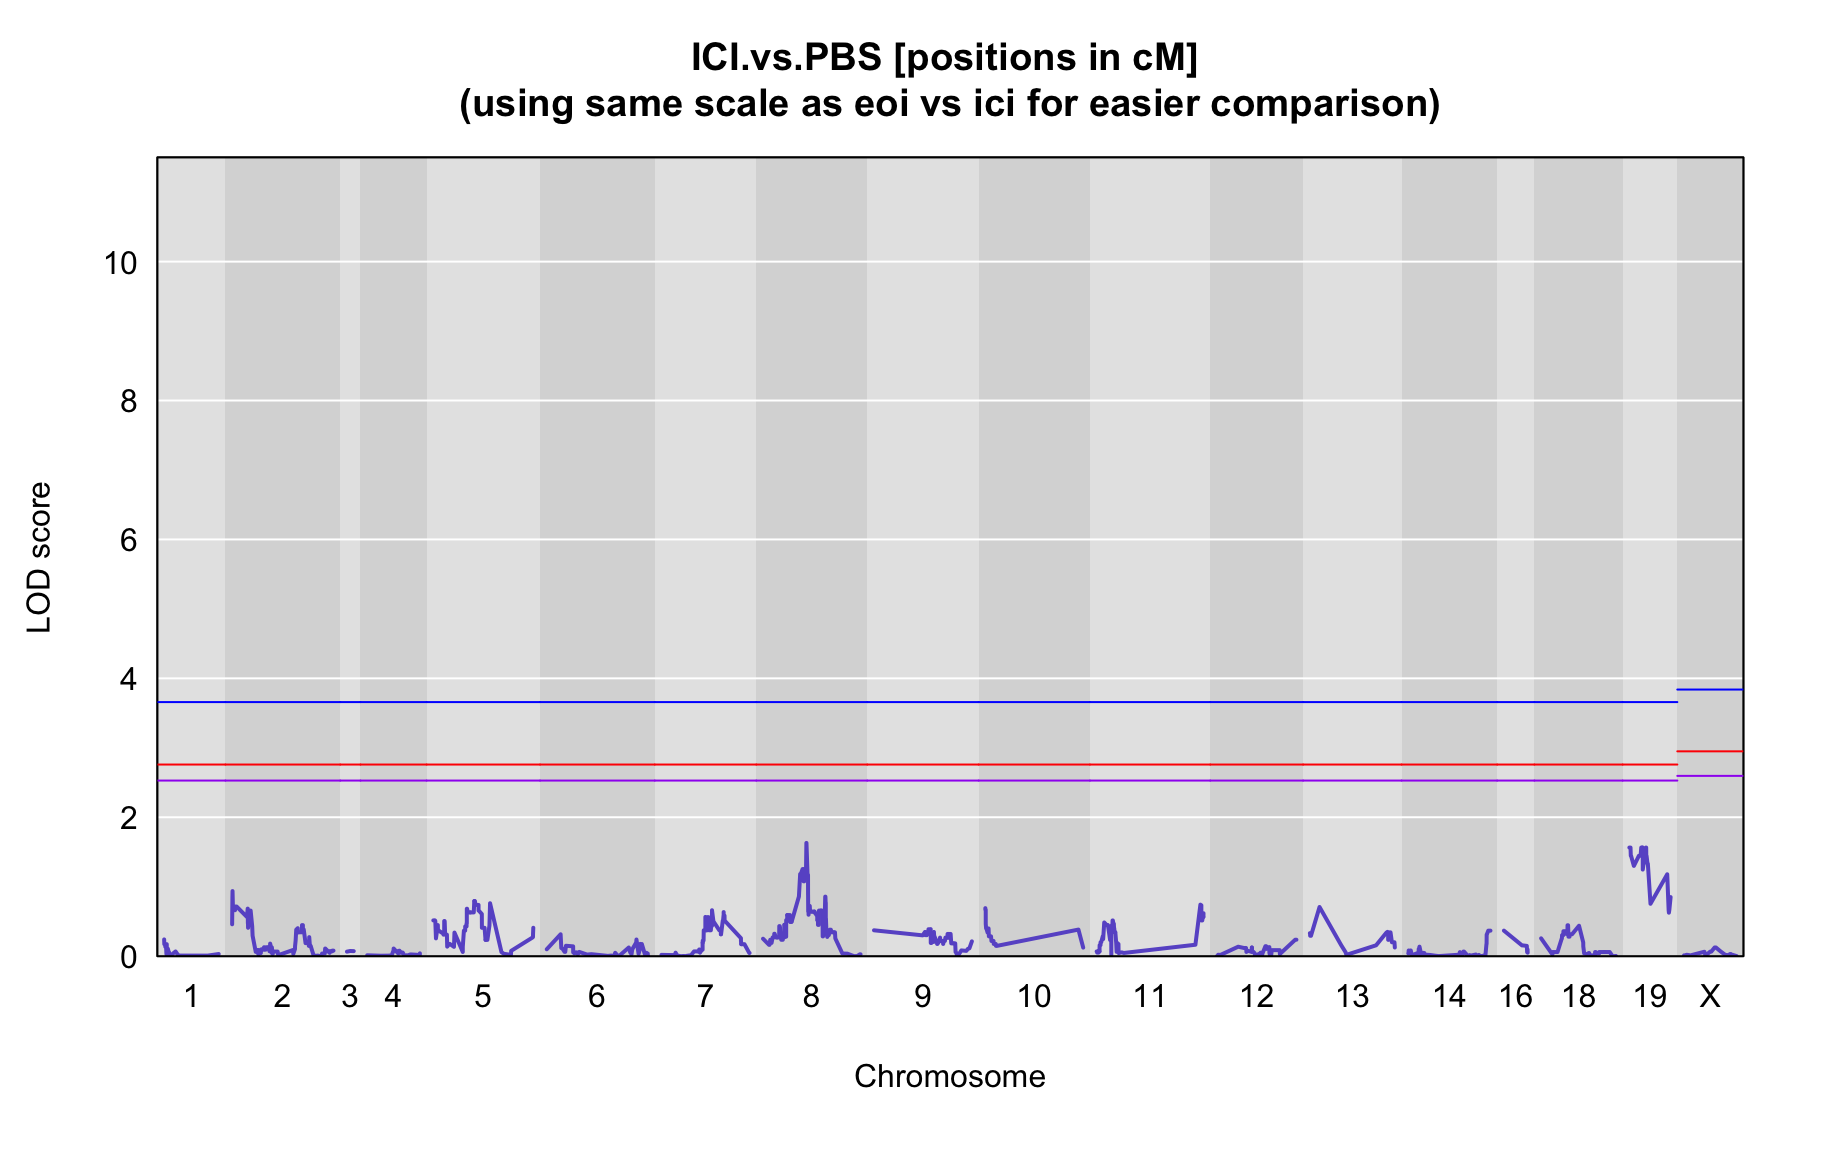 ICI.vs.PBS [positions in cM]
(using same scale as eoi vs ici for easier comparison)
10
8
6
4
2
0
LOD score
1 2 3 4 5 6 7 8 9 10 11 12 13 14 16 18 19 X
Chromosome